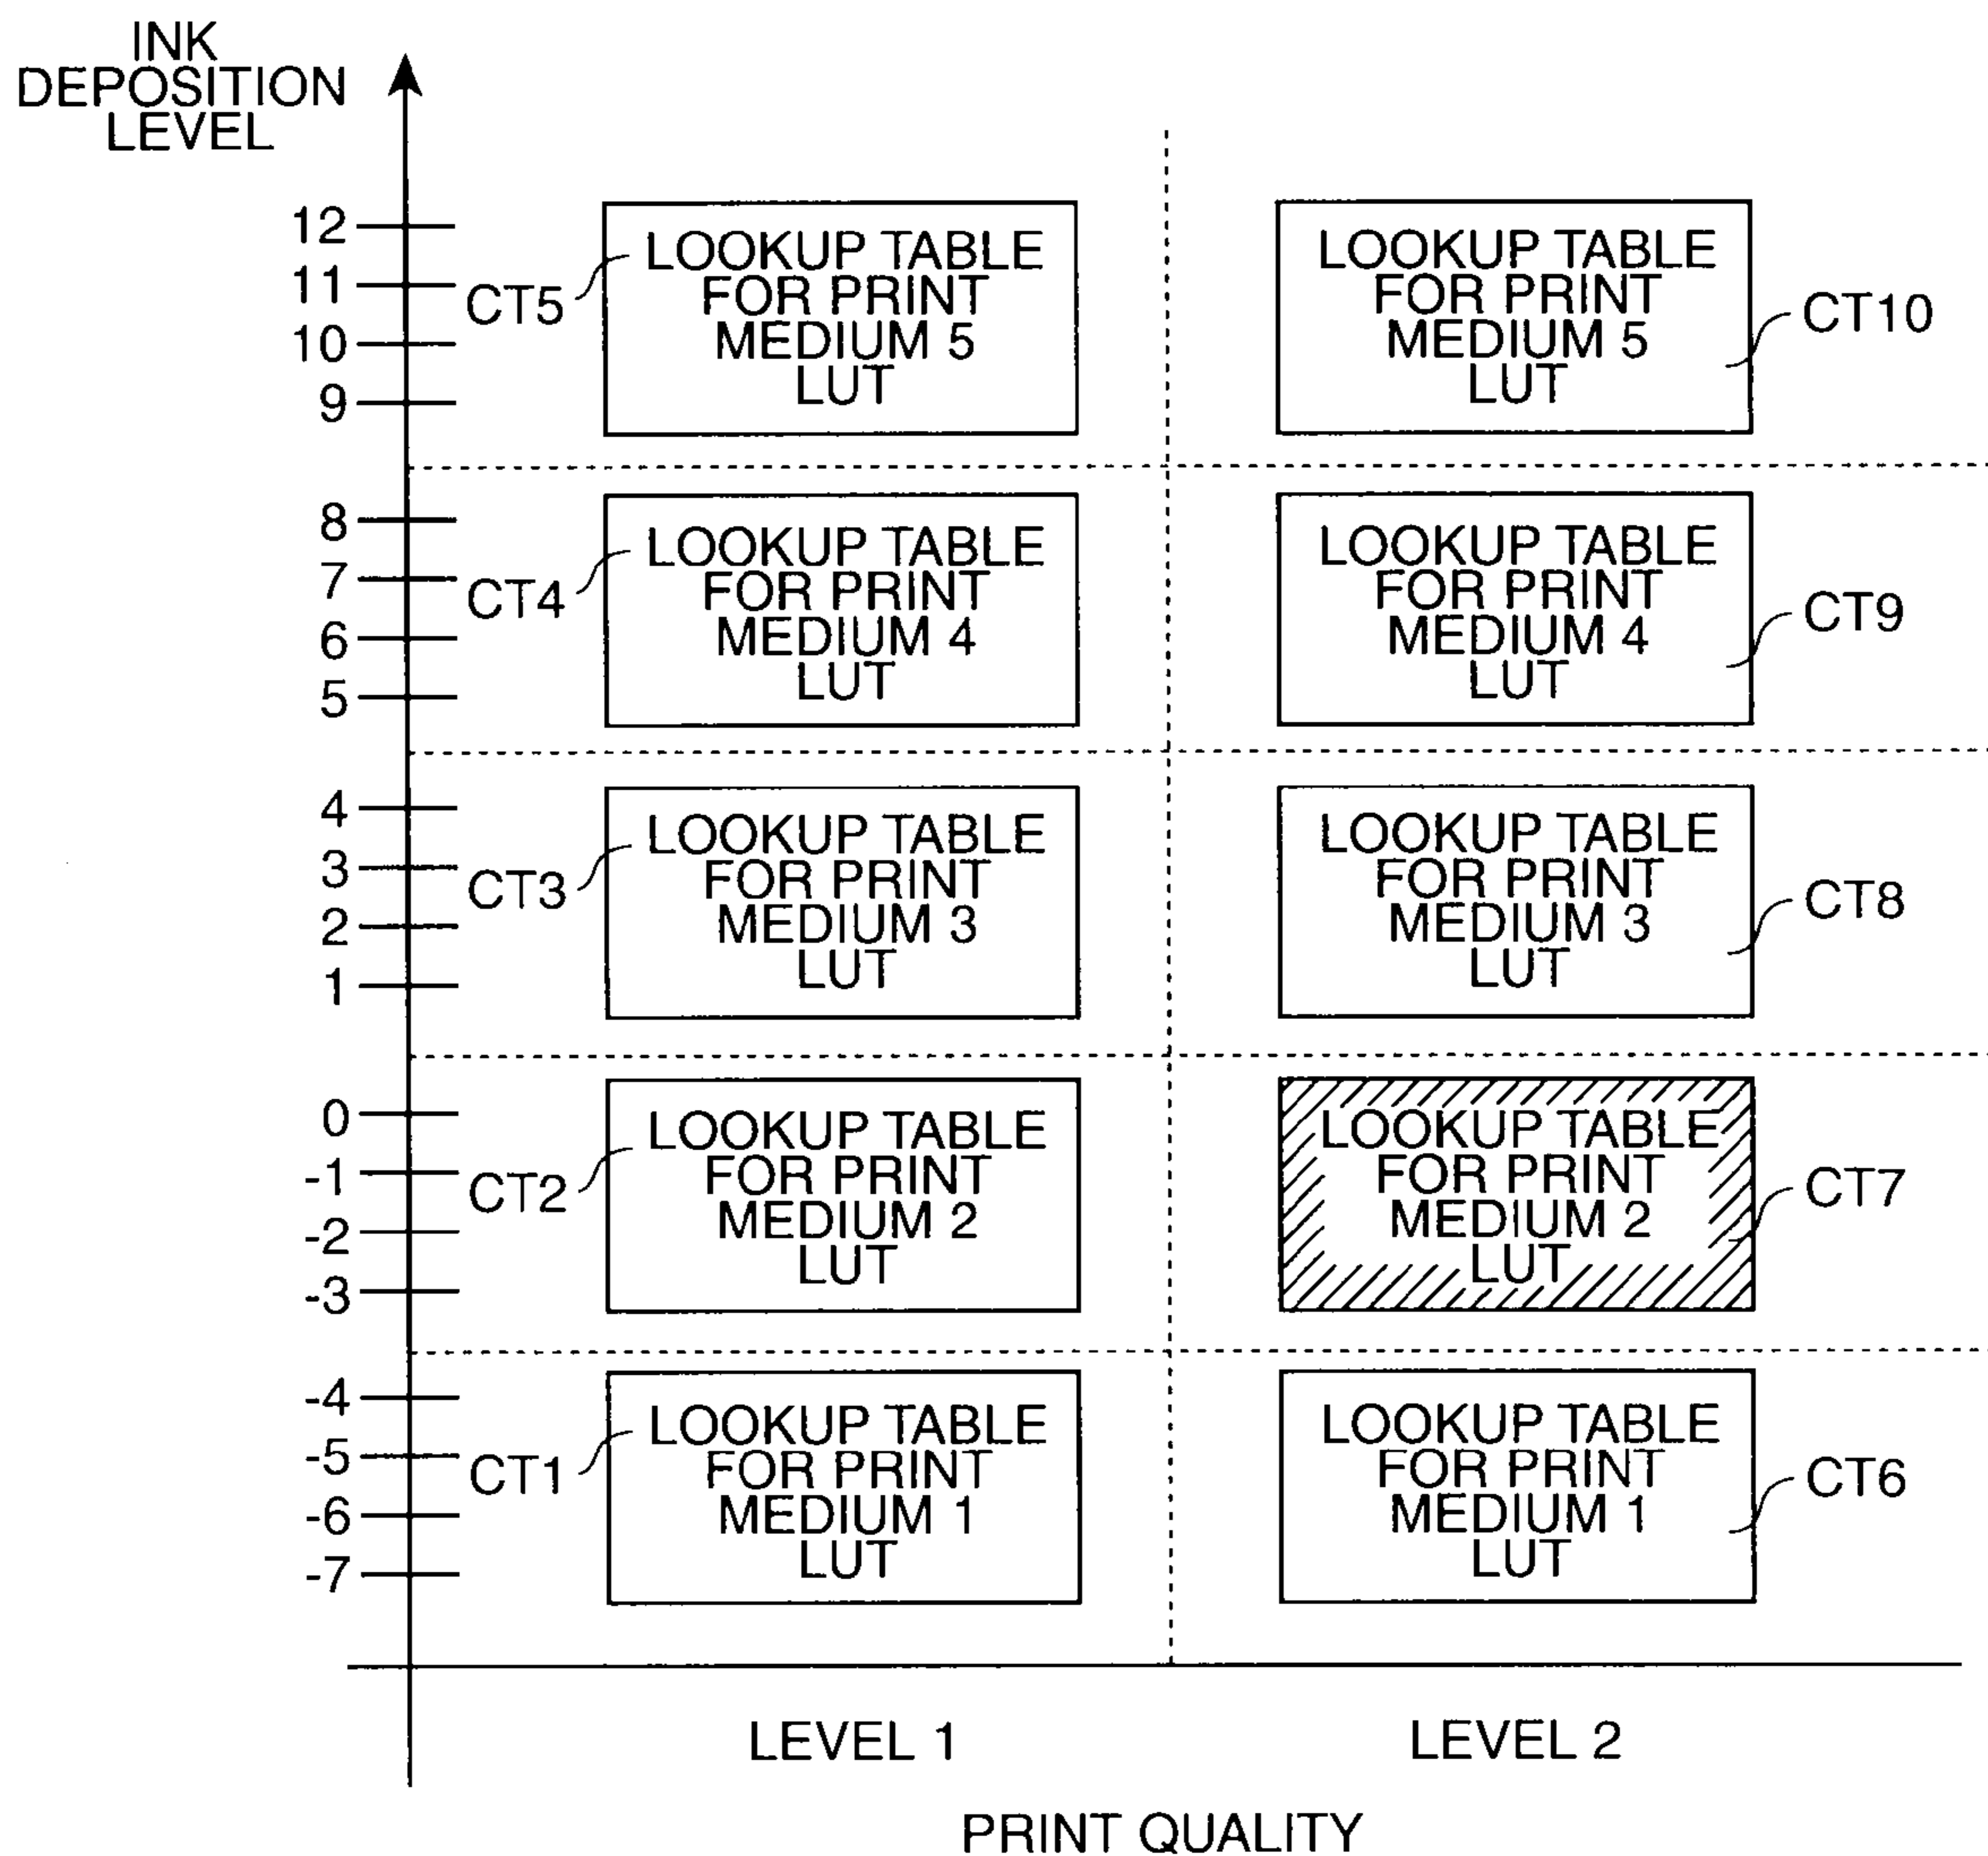 INK
DEPOSITION
LEVEL
12
11
10
9
CT5
LOOKUP TABLE
FOR PRINT
MEDIUM 5
LUT
LOOKUP TABLE
FOR PRINT
MEDIUM 5
LUT
CT10
8
7
6
5
CT4
LOOKUP TABLE
FOR PRINT
MEDIUM 4
LUT
LOOKUP TABLE
FOR PRINT
MEDIUM 4
LUT
CT9
4
3
2
1
CT3
LOOKUP TABLE
FOR PRINT
MEDIUM 3
LUT
LOOKUP TABLE
FOR PRINT
MEDIUM 3
LUT
CT8
0
-1
-2
-3
CT2
LOOKUP TABLE
FOR PRINT
MEDIUM 2
LUT
LOOKUP TABLE
FOR PRINT
MEDIUM 2
LUT
CT7
-4
-5
-6
-7
CT1
LOOKUP TABLE
FOR PRINT
MEDIUM 1
LUT
LOOKUP TABLE
FOR PRINT
MEDIUM 1
LUT
CT6
LEVEL 1
LEVEL 2
PRINT QUALITY